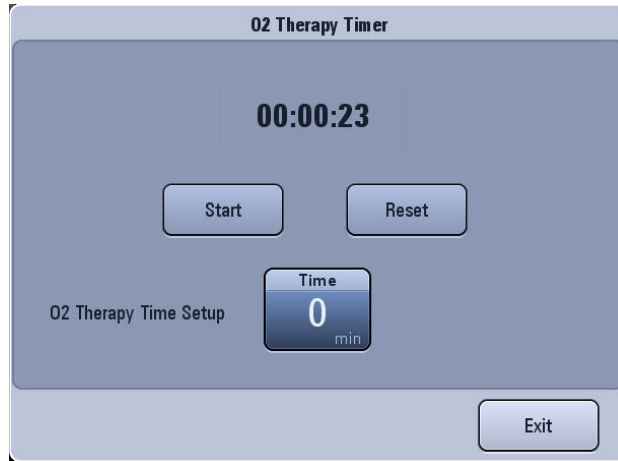 O2 Therapy Timer
00:00:23
Start Reset
Time
O2 Therapy Time Setup 0
min
Exit